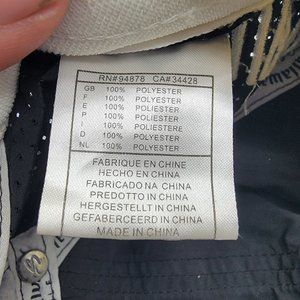 RN#94878 CA#34428
GB 100% POLYESTER
F 100% POLYESTER
E 100% POLYESTER
P 100% POLYESTER
I 100% POLIESTERE
D 100% POLYESTER
NL 100% POLYESTER
FABRIQUE EN CHINE
HECHO EN CHINA
FABRICADO NA CHINA
PREDOTTO IN CHINA
HERGESTELLT IN CHINA
GEFABERCEERD IN CHINA
MADE IN CHINA